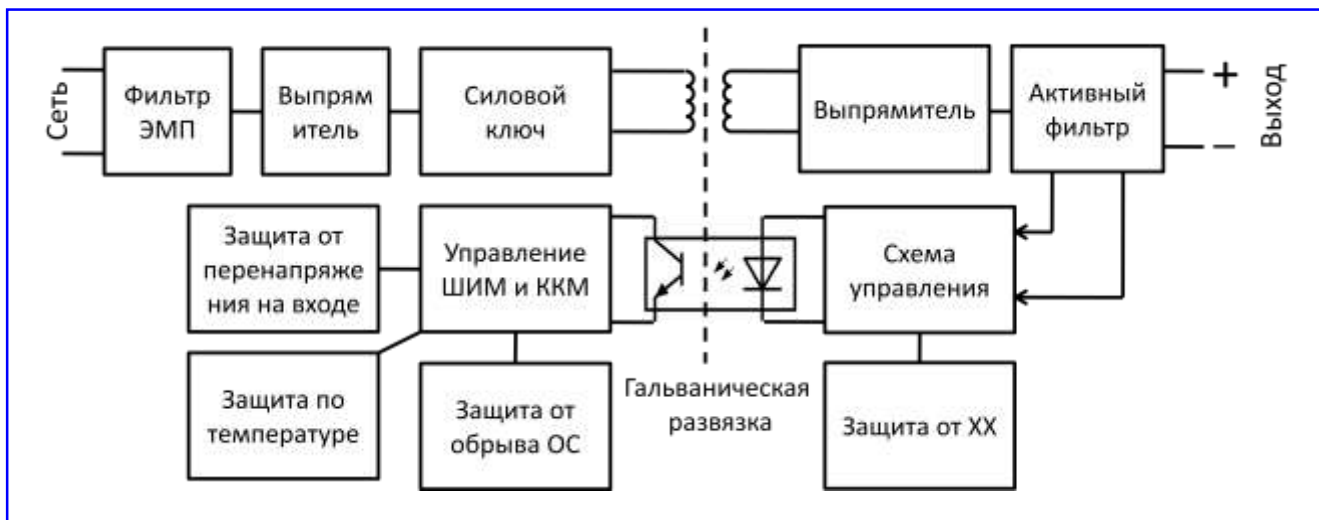 Сеть
Фильтр
ЭМП
Выпрям
итель
Силовой
ключ
Выпрямитель
Активный
фильтр
+
–
Выход
Защита от
перенапряже
ния на входе
Управление
ШИМ и ККМ
Схема
управления
Защита по
температуре
Защита от
обрыва ОС
Гальваническая
развязка
Защита от ХХ